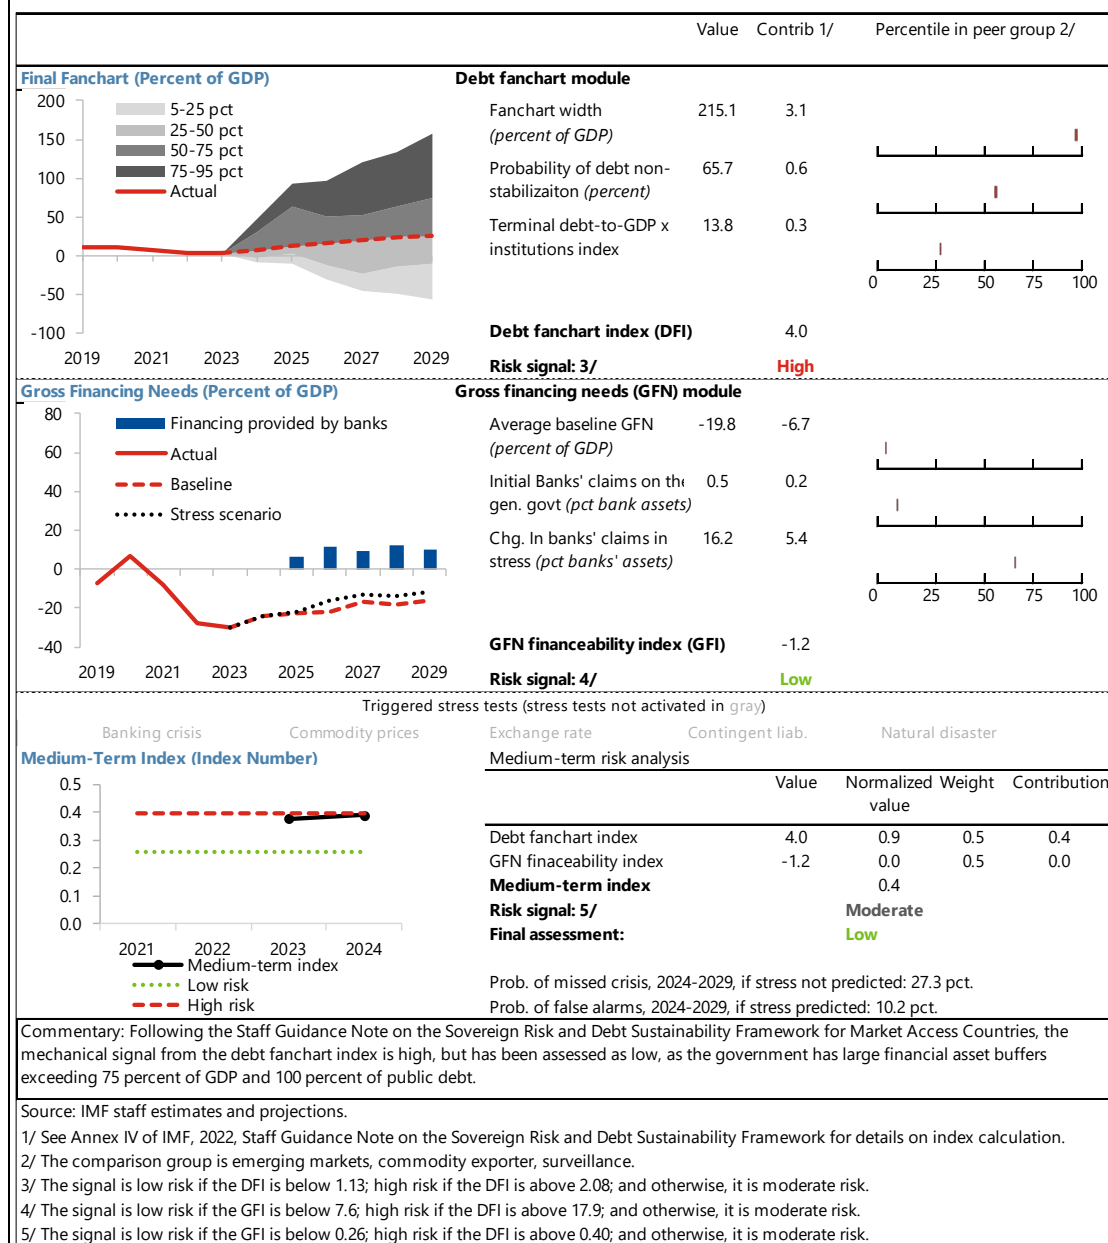 Value Contrib 1/ Percentile in peer group 2/
Final Fanchart (Percent of GDP)
Debt fanchart module
200
150
100
50
0
-50
-100
5-25 pct
25-50 pct
50-75 pct
75-95 pct
Actual
2019 2021 2023 2025 2027 2029
Fanchart width 215.1 3.1
(percent of GDP)
Probability of debt non- 65.7 0.6
stabilizaiton (percent)
Terminal debt-to-GDP x 13.8 0.3
institutions index
0 25 50 75 100
Debt fanchart index (DFI) 4.0
Risk signal: 3/ High
Gross Financing Needs (Percent of GDP)
Gross financing needs (GFN) module
80
60
40
20
0
-20
-40
Financing provided by banks
Actual
Baseline
Stress scenario
2019 2021 2023 2025 2027 2029
Average baseline GFN -19.8 -6.7
(percent of GDP)
Initial Banks' claims on the 0.5 0.2
gen. govt (pct bank assets)
Chg. In banks' claims in 16.2 5.4
stress (pct banks' assets)
0 25 50 75 100
GFN financeability index (GFI) -1.2
Risk signal: 4/ Low
Triggered stress tests (stress tests not activated in gray)
Banking crisis Commodity prices Exchange rate Contingent liab. Natural disaster
Medium-Term Index (Index Number)
0.5
0.4
0.3
0.2
0.1
0.0
2021 2022 2023 2024
Medium-term index
Low risk
High risk
Medium-term risk analysis
Value Normalized Weight Contribution
value
Debt fanchart index 4.0 0.9 0.5 0.4
GFN finaceability index -1.2 0.0 0.5 0.0
Medium-term index 0.4
Risk signal: 5/ Moderate
Final assessment: Low
Prob. of missed crisis, 2024-2029, if stress not predicted: 27.3 pct.
Prob. of false alarms, 2024-2029, if stress predicted: 10.2 pct.
Commentary: Following the Staff Guidance Note on the Sovereign Risk and Debt Sustainability Framework for Market Access Countries, the
mechanical signal from the debt fanchart index is high, but has been assessed as low, as the government has large financial asset buffers
exceeding 75 percent of GDP and 100 percent of public debt.
Source: IMF staff estimates and projections.
1/ See Annex IV of IMF, 2022, Staff Guidance Note on the Sovereign Risk and Debt Sustainability Framework for details on index calculation.
2/ The comparison group is emerging markets, commodity exporter, surveillance.
3/ The signal is low risk if the DFI is below 1.13; high risk if the DFI is above 2.08; and otherwise, it is moderate risk.
4/ The signal is low risk if the GFI is below 7.6; high risk if the DFI is above 17.9; and otherwise, it is moderate risk.
5/ The signal is low risk if the GFI is below 0.26; high risk if the DFI is above 0.40; and otherwise, it is moderate risk.